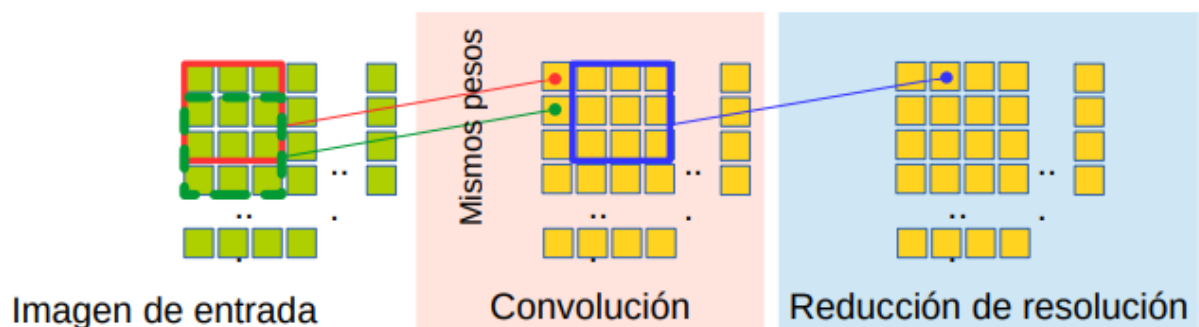 Mismos pesos
Imagen de entrada
Convolución
Reducción de resolución